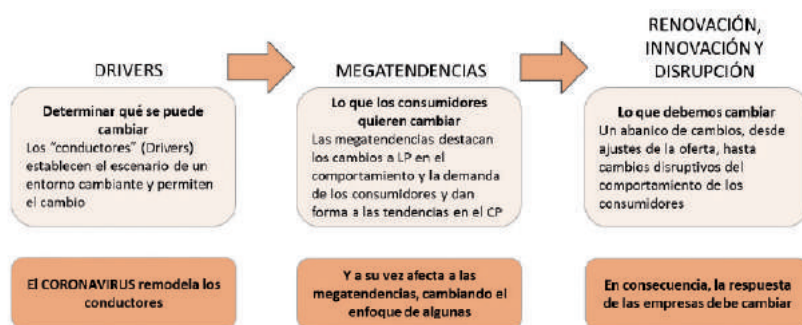 DRIVERS
Determinar qué se puede
cambiar
Los “conductores” (Drivers)
establecen el escenario de un
entorno cambiante y permiten
el cambio
El CORONAVIRUS remodela los
conductores
MEGATENDENCIAS
Lo que los consumidores
quieren cambiar
Las megatendencias destacan
los cambios a LP en el
comportamiento y la demanda
de los consumidores y dan
forma a las tendencias en el CP
Y a su vez afecta a las
megatendencias, cambiando el
enfoque de algunas
RENOVACIÓN,
INNOVACIÓN Y
DISRUPCIÓN
Lo que debemos cambiar
Un abanico de cambios, desde
ajustes de la oferta, hasta
cambios disruptivos del
comportamiento de los
consumidores
En consecuencia, la respuesta
de las empresas debe cambiar